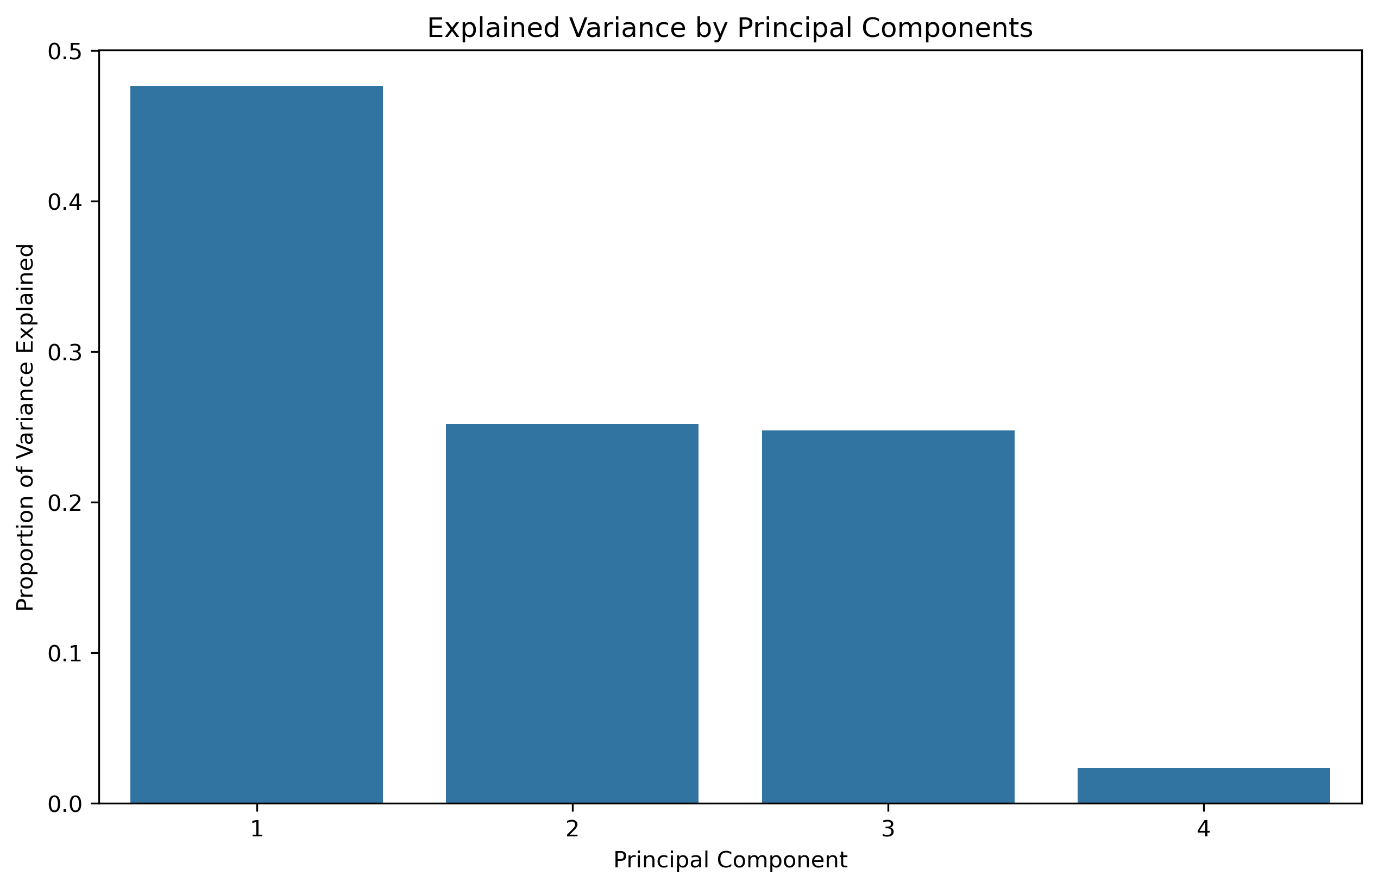 Explained Variance by Principal Components
0.5
0.4
0.3
0.2
0.1
0.0
Proportion of Variance Explained
1 2 3 4
Principal Component